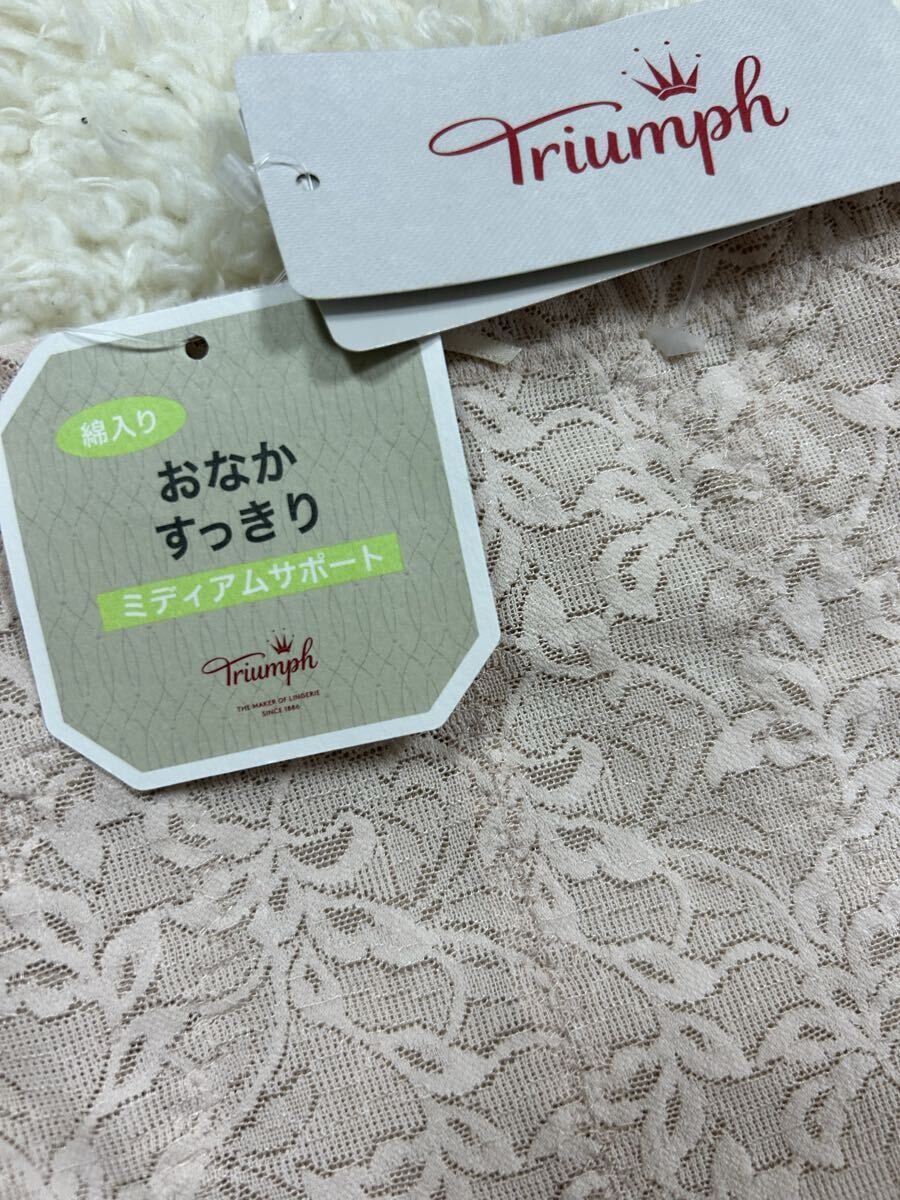 Triumph
綿入り
おなか
すっきり
ミディアムサポート
Triumph
THE MAKER OF LINGERIE
SINCE 1886